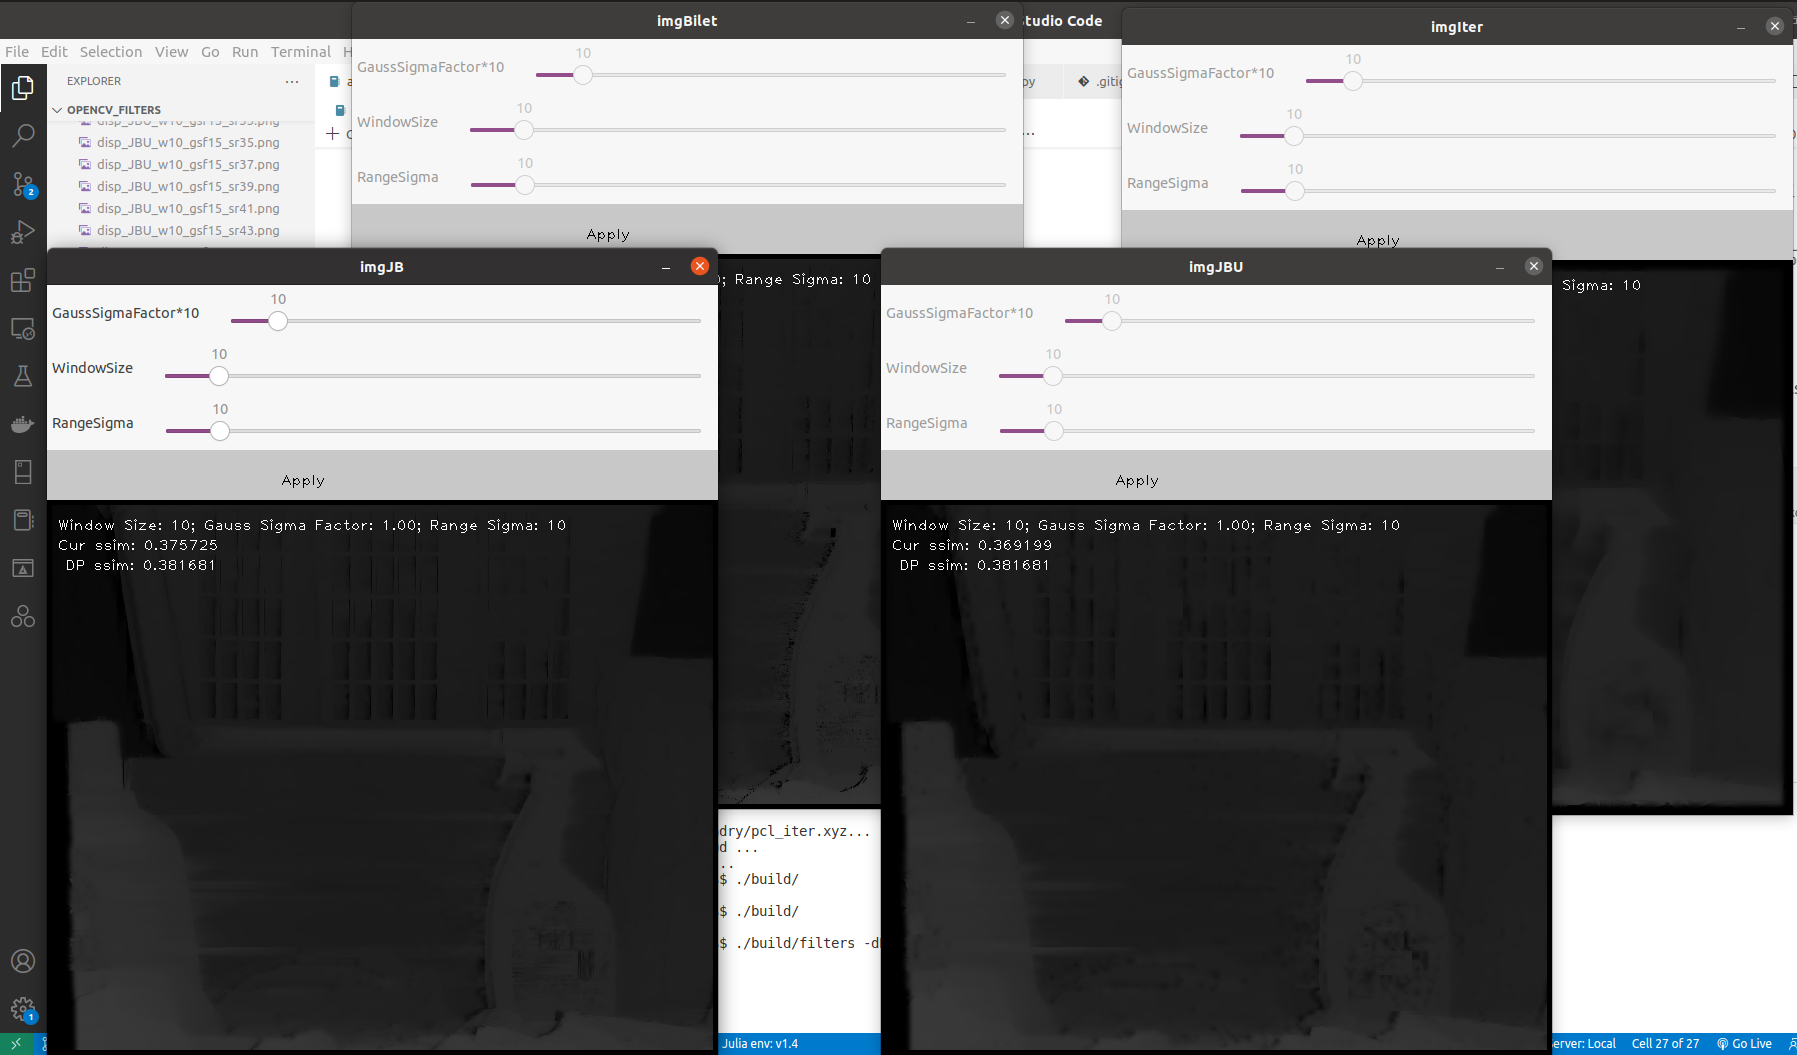 imgBilet
Studio Code
imgIter
File Edit Selection View Go Run Terminal H
EXPLORER
OPENCV_FILTERS
disp_JBU_w10_gsf15_sr35.png
disp_JBU_w10_gsf15_sr37.png
disp_JBU_w10_gsf15_sr39.png
disp_JBU_w10_gsf15_sr41.png
disp_JBU_w10_gsf15_sr43.png
py
.gitig
2
GaussSigmaFactor*10
10
WindowSize
10
RangeSigma
10
Apply
GaussSigmaFactor*10
10
WindowSize
10
RangeSigma
10
Apply
; Range Sigma: 10
Sigma: 10
imgJB
GaussSigmaFactor*10
10
WindowSize
10
RangeSigma
10
Apply
Window Size: 10; Gauss Sigma Factor: 1.00; Range Sigma: 10
Cur ssim: 0.375725
DP ssim: 0.381681
imgJBU
GaussSigmaFactor*10
10
WindowSize
10
RangeSigma
10
Apply
Window Size: 10; Gauss Sigma Factor: 1.00; Range Sigma: 10
Cur ssim: 0.369199
DP ssim: 0.381681
dry/pcl_iter.xyz...
d ...
..
$ ./build/
$ ./build/
$ ./build/filters -d
1
Julia env: v1.4
erver: Local Cell 27 of 27 Go Live